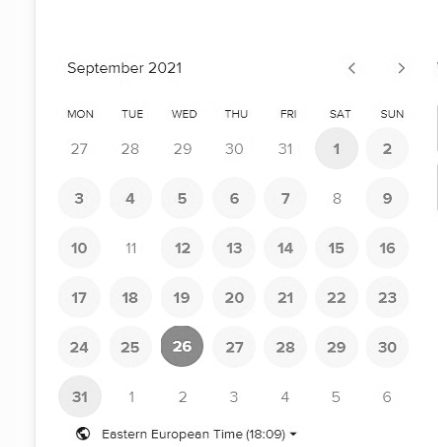 September 2021 < >
MON TUE WED THU FRI SAT SUN
27 28 29 30 31 1 2
3 4 5 6 7 8 9
10 11 12 13 14 15 16
17 18 19 20 21 22 23
24 25 26 27 28 29 30
31 1 2 3 4 5 6
Eastern European Time (18:09)